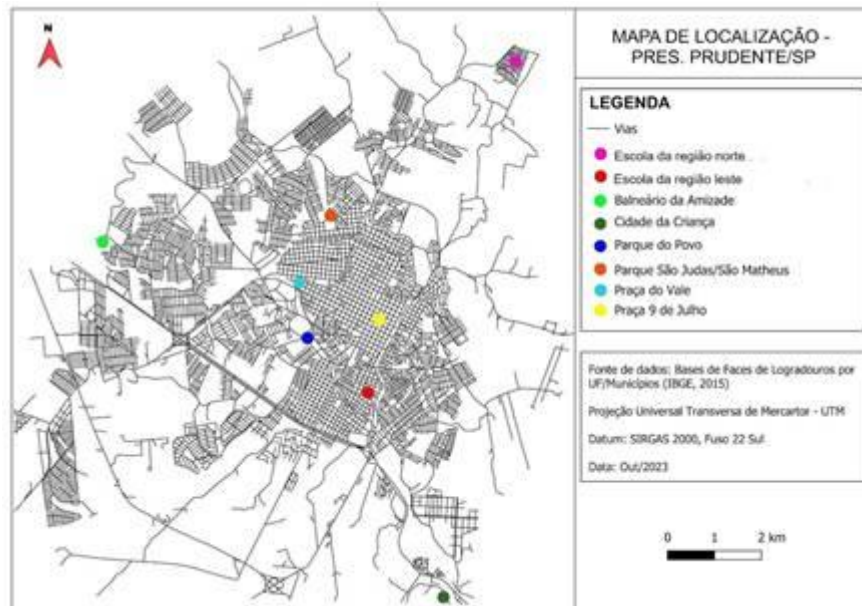 N
MAPA DE LOCALIZAÇÃO -
PRES. PRUDENTE/SP
LEGENDA
Vias
Escola da região norte
Escola da região leste
Balneário da Amizade
Cidade da Criança
Parque do Povo
Parque São Judas/São Matheus
Praça do Vale
Praça 9 de Julho
Fonte de dados: Bases de Faces de Logradouros por
UF/Municípios (IBGE, 2015)
Projeção Universal Transversa de Mercartor - UTM
Datum: SIRGAS 2000, Fuso 22 Sul
Data: Out/2023
0 1 2 km